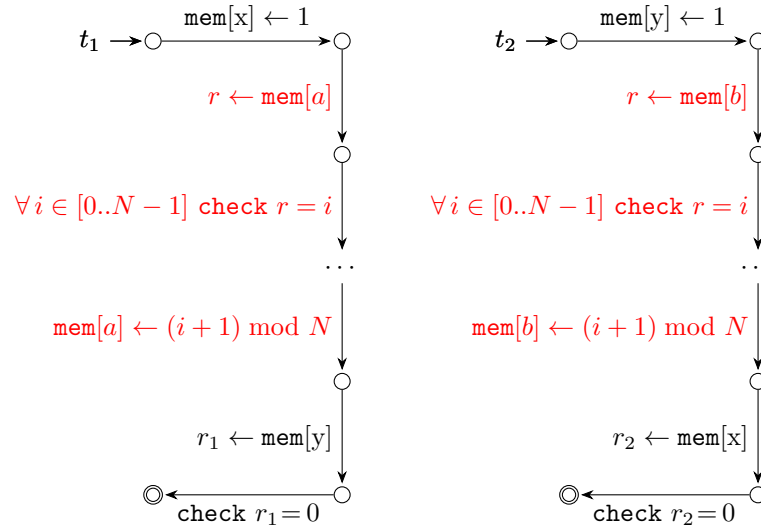 t₁ mem[x] ← 1
r ← mem[a]
∀ i ∈ [0..N − 1] check r = i
...
mem[a] ← (i + 1) mod N
r₁ ← mem[y]
check r₁ = 0
t₂ mem[y] ← 1
r ← mem[b]
∀ i ∈ [0..N − 1] check r = i
..
mem[b] ← (i + 1) mod N
r₂ ← mem[x]
check r₂ = 0